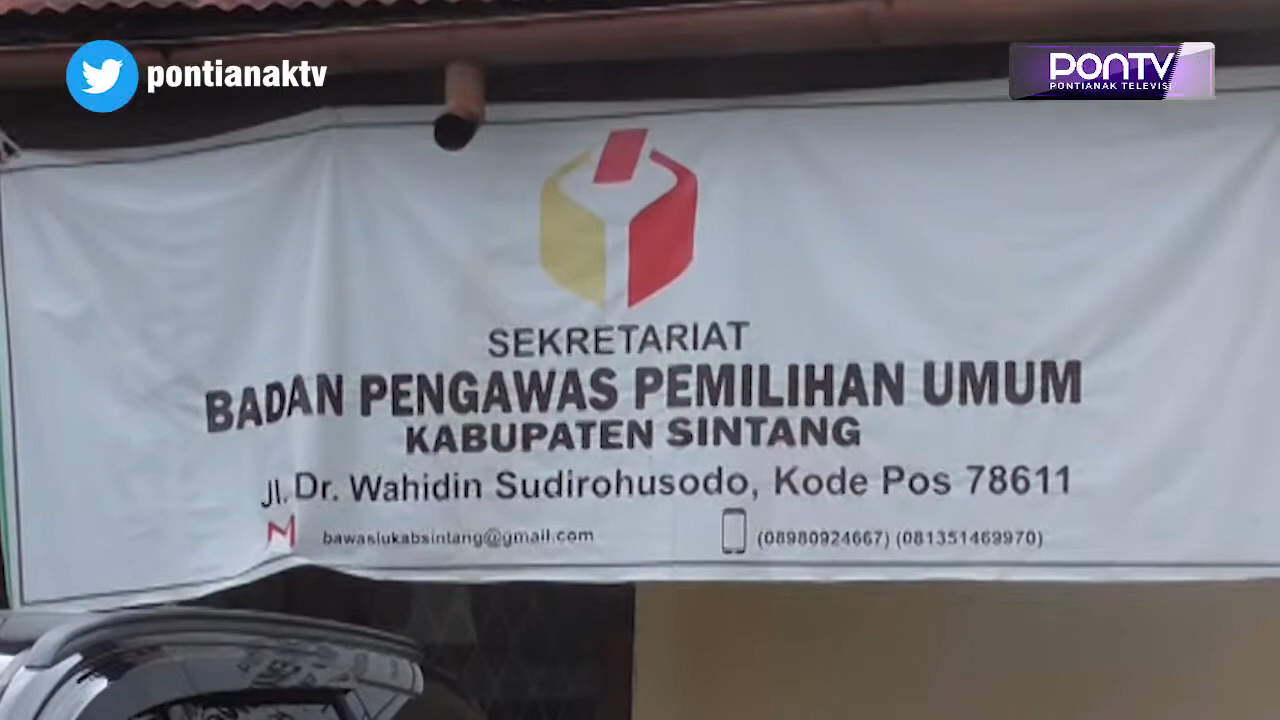 pontianaktv
PONTV
PONTIANAK TELEVISI
SEKRETARIAT
BADAN PENGAWAS PEMILIHAN UMUM
KABUPATEN SINTANG
Jl. Dr. Wahidin Sudirohusodo, Kode Pos 78611
bawaslukabsintang@gmail.com (08980924667) (081351469970)